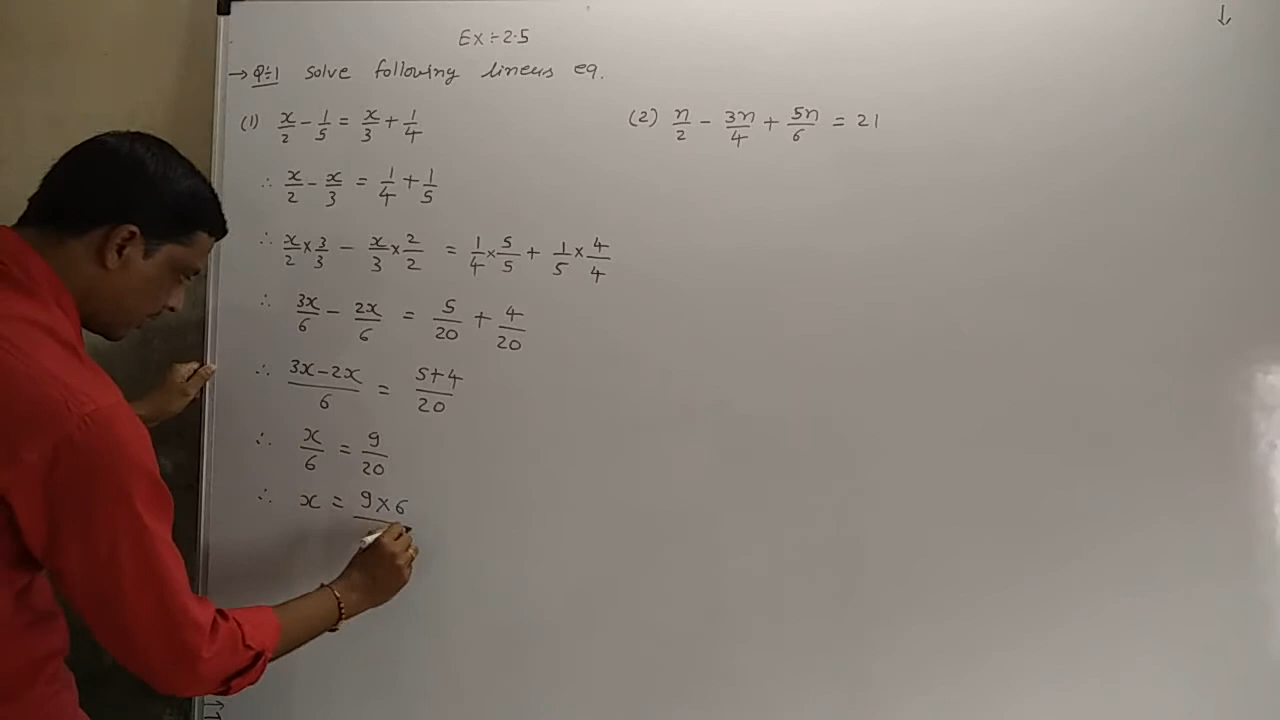 Ex÷2.5
→ Q÷1 Solve following lineus eq.
(1) x/2 - 1/5 = x/3 + 1/4
∴ x/2 - x/3 = 1/4 + 1/5
∴ x/2 × 3/3 - x/3 × 2/2 = 1/4 × 5/5 + 1/5 × 4/4
∴ 3x/6 - 2x/6 = 5/20 + 4/20
∴ 3x-2x/6 = 5+4/20
∴ x/6 = 9/20
∴ x = 9×6
(2) n/2 - 3n/4 + 5n/6 = 21